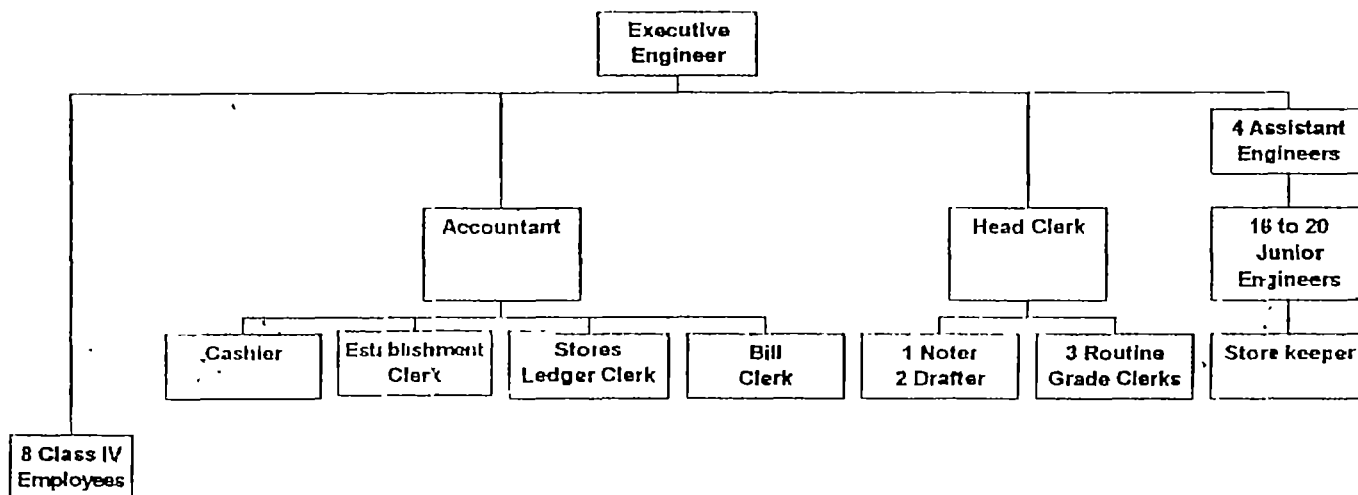 Executive
Engineer
4 Assistant
Engineers
Accountant
Head Clerk
16 to 20
Junior
Engineers
Cashier
Establishment
Clerk
Stores
Ledger Clerk
Bill
Clerk
1 Noter
2 Drafter
3 Routine
Grade Clerks
Store keeper
8 Class IV
Employees